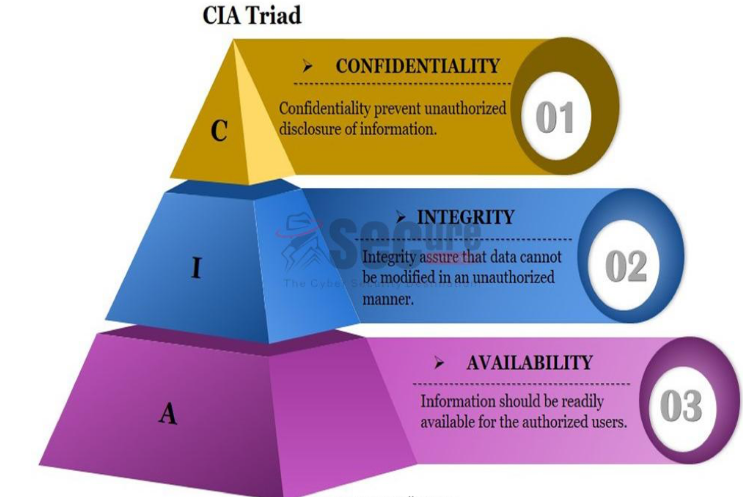 CIA Triad
➤ CONFIDENTIALITY
C
Confidentiality prevent unauthorized
disclosure of information.
01
➤ INTEGRITY
I
Integrity assure that data cannot
be modified in an unauthorized
manner.
02
➤ AVAILABILITY
A
Information should be readily
available for the authorized users.
03